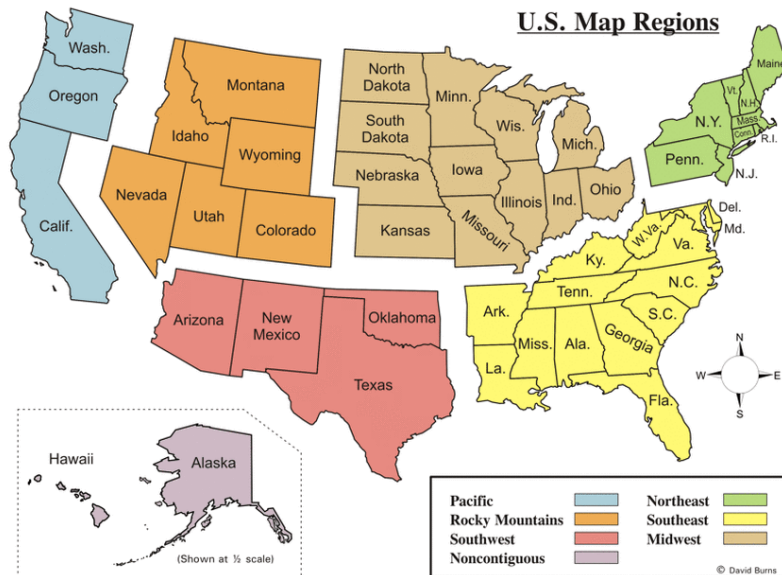 U.S. Map Regions
Wash.
Oregon
Calif.
Montana
Idaho
Wyoming
Nevada
Utah
Colorado
North
Dakota
South
Dakota
Nebraska
Kansas
Minn.
Iowa
Missouri
Wis.
Illinois
Mich.
Ind.
Ohio
Maine
Vt.
N.H.
N.Y.
Mass.
Conn.
R.I.
Penn.
N.J.
Del.
Md.
W.Va.
Va.
Ky.
N.C.
Tenn.
S.C.
Ark.
Miss.
Ala.
Georgia
La.
Fla.
Arizona
New
Mexico
Oklahoma
Texas
N
W
E
S
Hawaii
Alaska
(Shown at ½ scale)
Pacific
Rocky Mountains
Southwest
Noncontiguous
Northeast
Southeast
Midwest
© David Burns